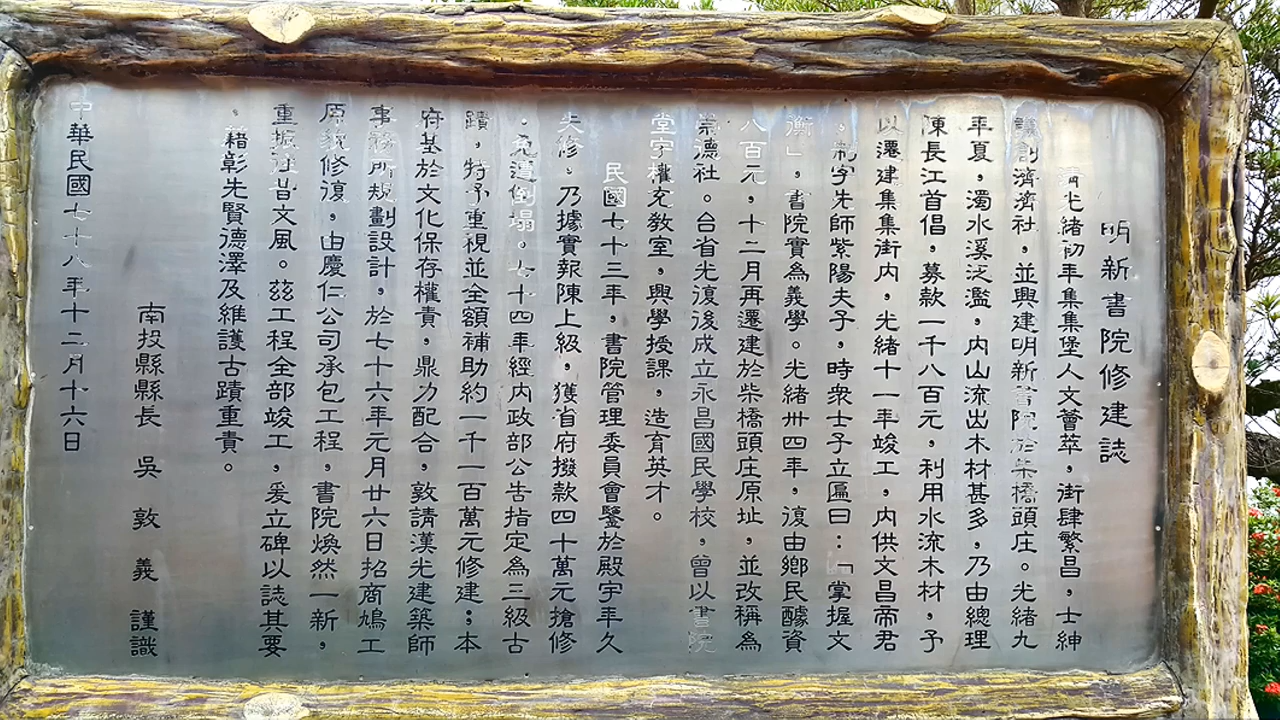 明新書院修建誌
清光緒初年集集堡人文薈萃，街肆繁昌，士紳
議創濟濟社，並興建明新書院於柴橋頭庄。光緒九
年夏，濁水溪泛濫，內山流出木材甚多，乃由總理
陳長江首倡，募款一千八百元，利用水流木材，予
以遷建集集街內，光緒十一年竣工，內供文昌帝君
，制字先師紫陽夫子，時衆士子立匾曰：「掌握文
衡」，書院實為義學。光緒卅四年，復由鄉民醵資
八百元，十二月再遷建於柴橋頭庄原址，並改稱為
崇德社。台省光復後成立永昌國民學校，曾以書院
堂宇權充教室，興學授課，造育英才。
民國七十三年，書院管理委員會鑒於殿宇年久
失修，乃據實報陳上級，獲省府撥款四十萬元搶修
，免遭倒塌。七十四年經內政部公告指定為三級古
蹟，特予重視並全額補助約一千一百萬元修建；本
府基於文化保存權責，鼎力配合，敦請漢光建築師
事務所規劃設計，於七十六年元月廿六日招商鳩工
原貌修復，由慶仁公司承包工程，書院煥然一新，
重振往昔文風。茲工程全部竣工，爰立碑以誌其要
，藉彰先賢德澤及維護古蹟重責。
南投縣縣長 吳敦義 謹識
中華民國七十八年十二月十六日